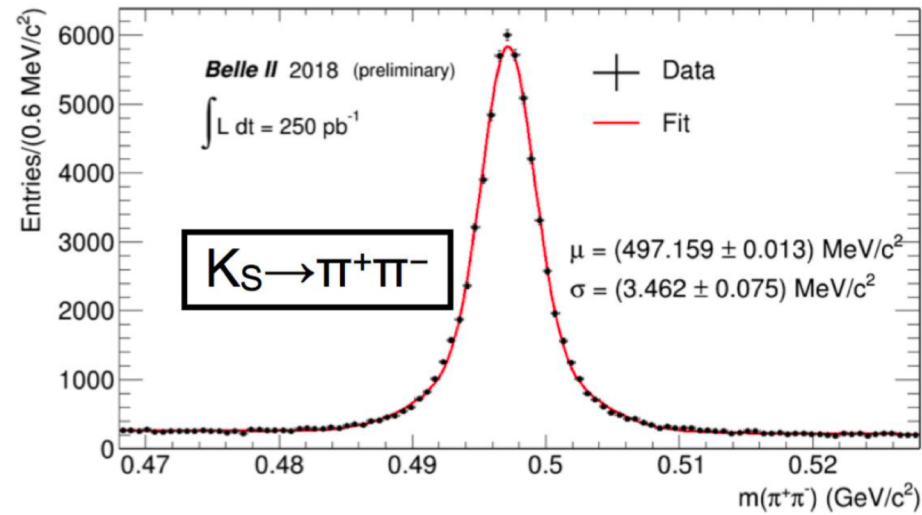 Entries/(0.6 MeV/c²)
6000
5000
4000
3000
2000
1000
0
Belle II 2018 (preliminary)
∫L dt = 250 pb⁻¹
Data
Fit
K_S→π⁺π⁻
μ = (497.159 ± 0.013) MeV/c²
σ = (3.462 ± 0.075) MeV/c²
0.47 0.48 0.49 0.5 0.51 0.52
m(π⁺π⁻) (GeV/c²)